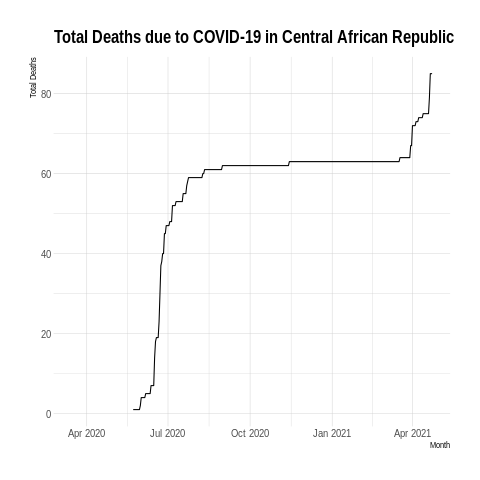 Total Deaths due to COVID-19 in Central African Republic
Total Deaths
80
60
40
20
0
Apr 2020 Jul 2020 Oct 2020 Jan 2021 Apr 2021
Month